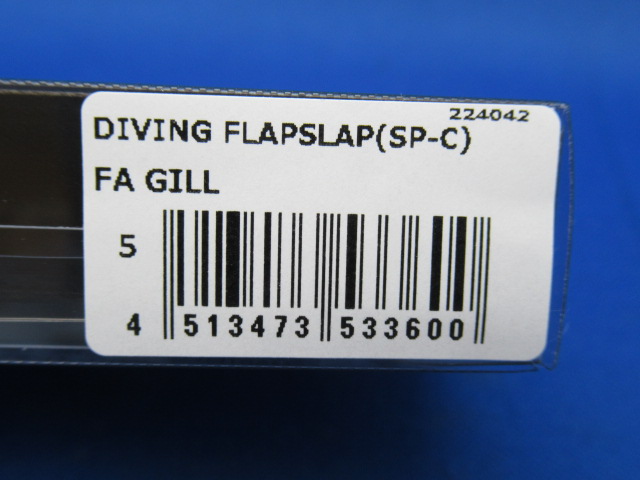 224042
DIVING FLAPSLAP(SP-C)
FA GILL
5
4 513473 533600